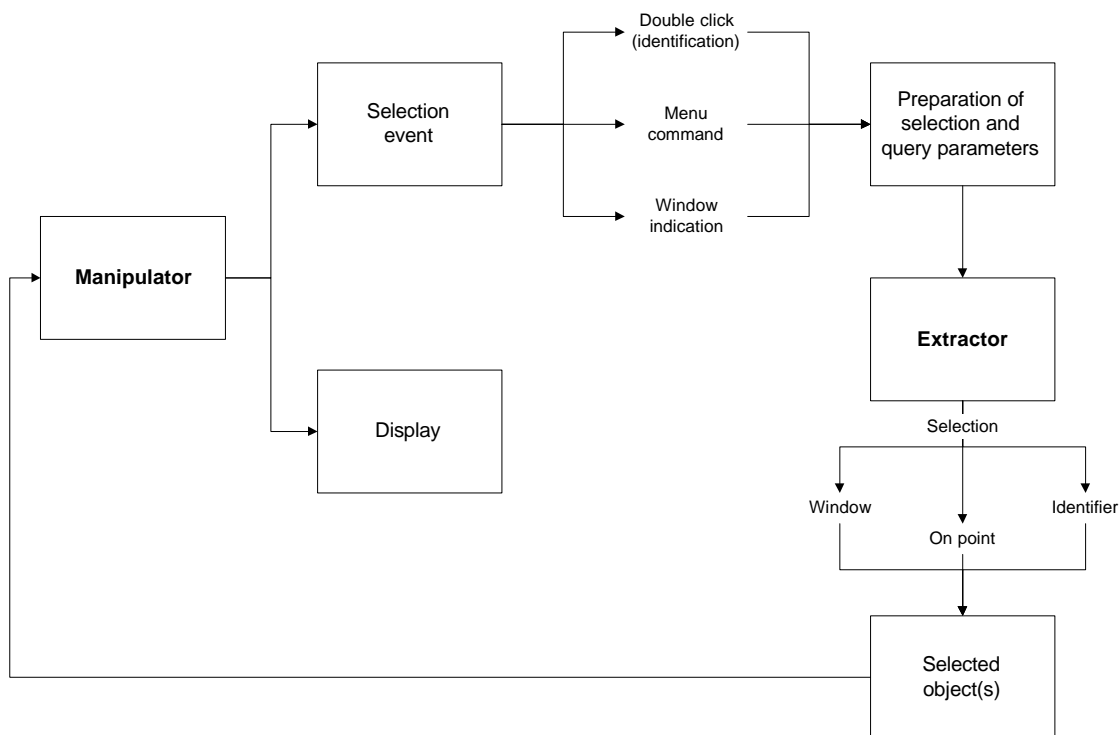 Double click
(identification)
Selection
event
Menu
command
Preparation of
selection and
query parameters
Window
indication
Manipulator
Extractor
Display
Selection
Window
Identifier
On point
Selected
object(s)